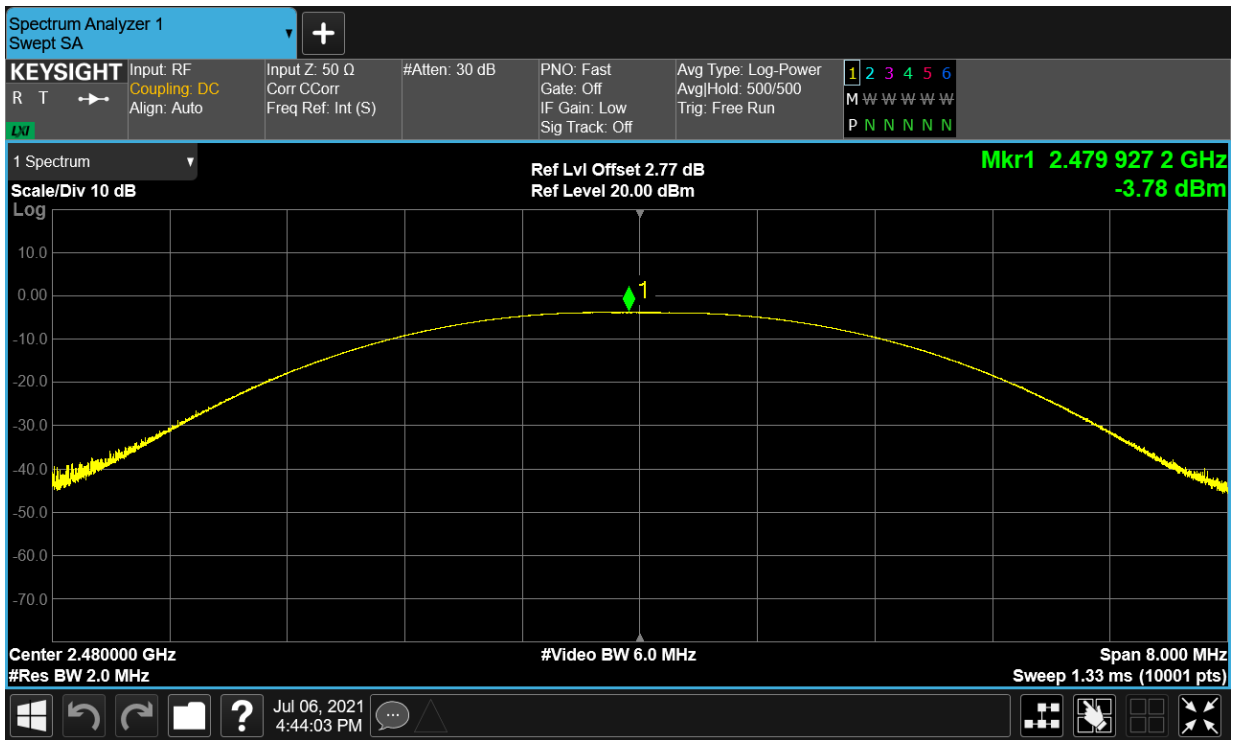 Spectrum Analyzer 1
Swept SA
KEYSIGHT
R T
LXI
Input: RF
Coupling: DC
Align: Auto
Input Z: 50 Ω
Corr CCorr
Freq Ref: Int (S)
#Atten: 30 dB
PNO: Fast
Gate: Off
IF Gain: Low
Sig Track: Off
Avg Type: Log-Power
Avg|Hold: 500/500
Trig: Free Run
1 2 3 4 5 6
M W W W W W
P N N N N N
1 Spectrum
Scale/Div 10 dB
Log
Ref Lvl Offset 2.77 dB
Ref Level 20.00 dBm
Mkr1 2.479 927 2 GHz
-3.78 dBm
10.0
0.00
-10.0
-20.0
-30.0
-40.0
-50.0
-60.0
-70.0
1
Center 2.480000 GHz
#Res BW 2.0 MHz
#Video BW 6.0 MHz
Span 8.000 MHz
Sweep 1.33 ms (10001 pts)
?
Jul 06, 2021
4:44:03 PM